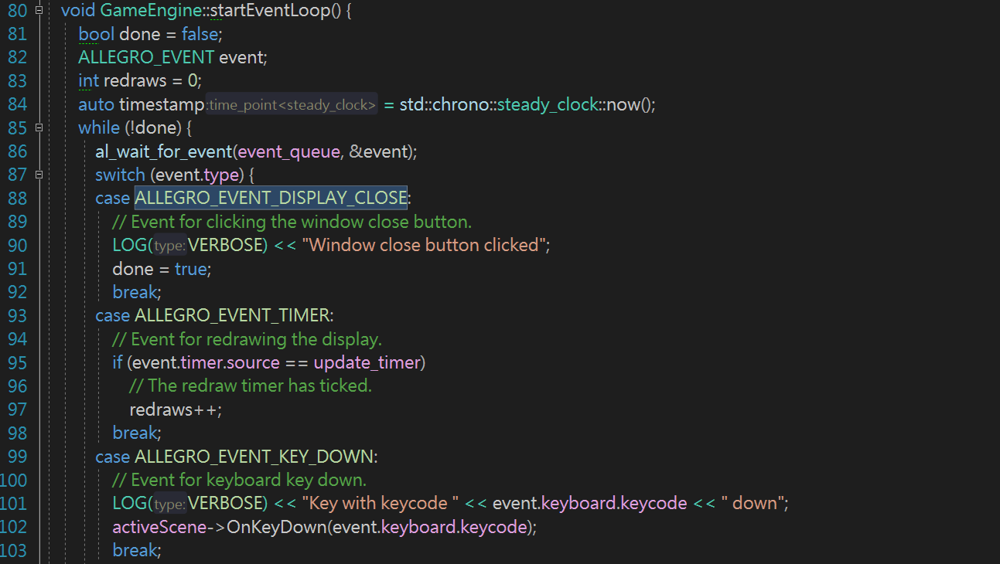 80 void GameEngine::startEventLoop() {
81 bool done = false;
82 ALLEGRO_EVENT event;
83 int redraws = 0;
84 auto timestamp:time_point<steady_clock> = std::chrono::steady_clock::now();
85 while (!done) {
86 al_wait_for_event(event_queue, &event);
87 switch (event.type) {
88 case ALLEGRO_EVENT_DISPLAY_CLOSE:
89 // Event for clicking the window close button.
90 LOG(type:VERBOSE) << "Window close button clicked";
91 done = true;
92 break;
93 case ALLEGRO_EVENT_TIMER:
94 // Event for redrawing the display.
95 if (event.timer.source == update_timer)
96 // The redraw timer has ticked.
97 redraws++;
98 break;
99 case ALLEGRO_EVENT_KEY_DOWN:
100 // Event for keyboard key down.
101 LOG(type:VERBOSE) << "Key with keycode " << event.keyboard.keycode << " down";
102 activeScene->OnKeyDown(event.keyboard.keycode);
103 break;